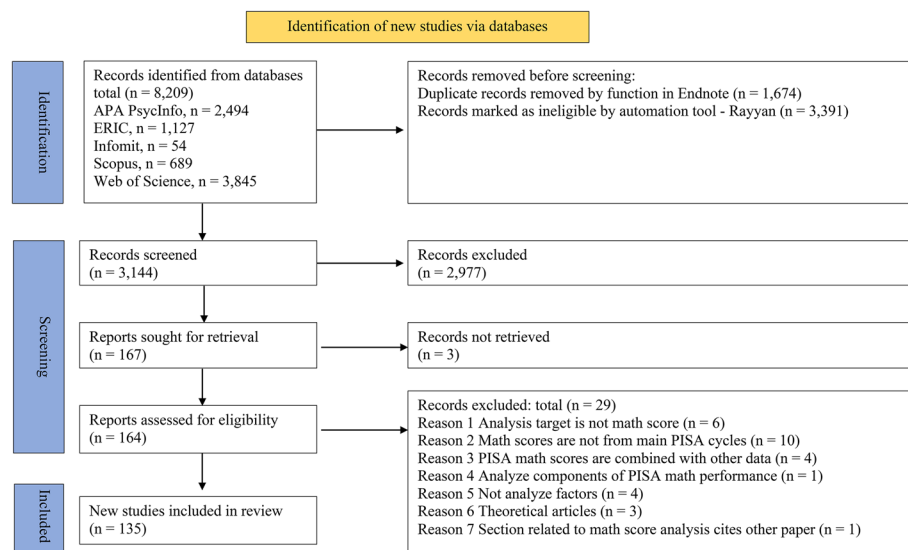 Identification of new studies via databases
Identification
Records identified from databases
total (n = 8,209)
APA PsycInfo, n = 2,494
ERIC, n = 1,127
Infomit, n = 54
Scopus, n = 689
Web of Science, n = 3,845
Records removed before screening:
Duplicate records removed by function in Endnote (n = 1,674)
Records marked as ineligible by automation tool - Rayyan (n = 3,391)
Screening
Records screened
(n = 3,144)
Records excluded
(n = 2,977)
Reports sought for retrieval
(n = 167)
Records not retrieved
(n = 3)
Reports assessed for eligibility
(n = 164)
Records excluded: total (n = 29)
Reason 1 Analysis target is not math score (n = 6)
Reason 2 Math scores are not from main PISA cycles (n = 10)
Reason 3 PISA math scores are combined with other data (n = 4)
Reason 4 Analyze components of PISA math performance (n = 1)
Reason 5 Not analyze factors (n = 4)
Reason 6 Theoretical articles (n = 3)
Reason 7 Section related to math score analysis cites other paper (n = 1)
Included
New studies included in review
(n = 135)